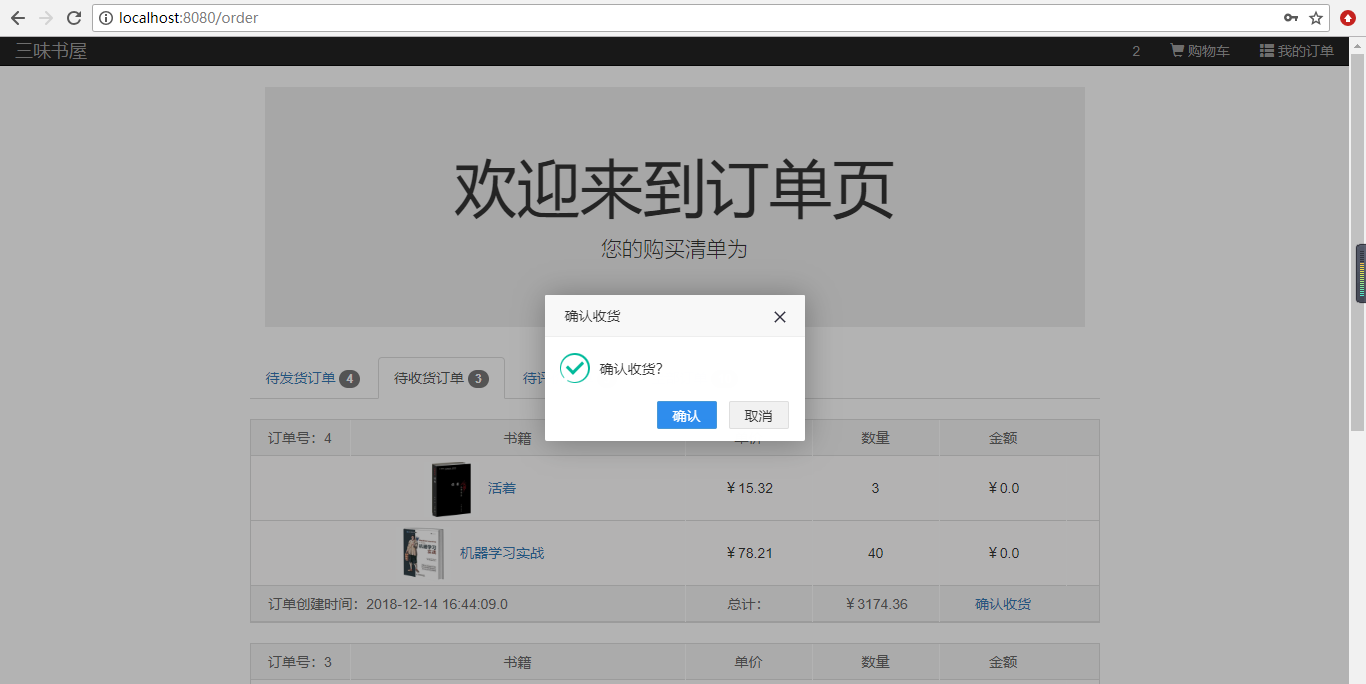 localhost:8080/order
三味书屋 2 购物车 我的订单
欢迎来到订单页
您的购买清单为
确认收货
确认收货?
确认 取消
待发货订单 4 待收货订单 3 待评
订单号：4 书籍 单价 数量 金额
活着 ￥15.32 3 ￥0.0
机器学习实战 ￥78.21 40 ￥0.0
订单创建时间：2018-12-14 16:44:09.0 总计： ￥3174.36 确认收货
订单号：3 书籍 单价 数量 金额